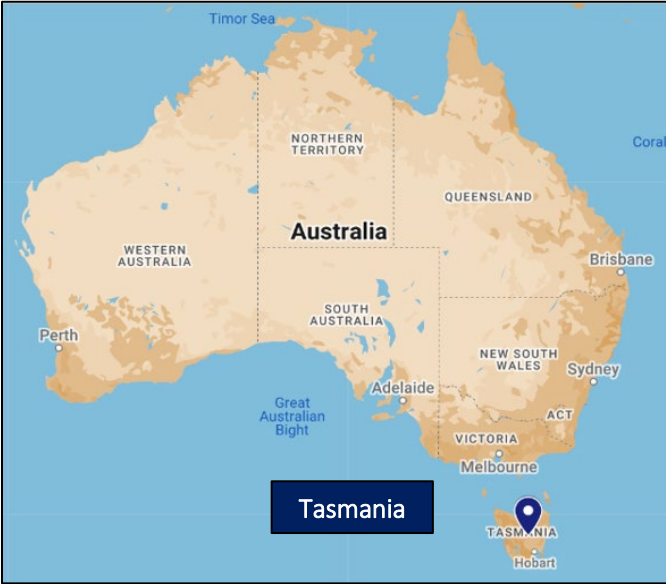 Timor Sea
NORTHERN
TERRITORY
Coral
QUEENSLAND
Australia
WESTERN
AUSTRALIA
Brisbane
SOUTH
AUSTRALIA
Perth
NEW SOUTH
WALES
Sydney
Adelaide
Great
Australian
Bight
ACT
VICTORIA
Melbourne
Tasmania
TASMANIA
Hobart